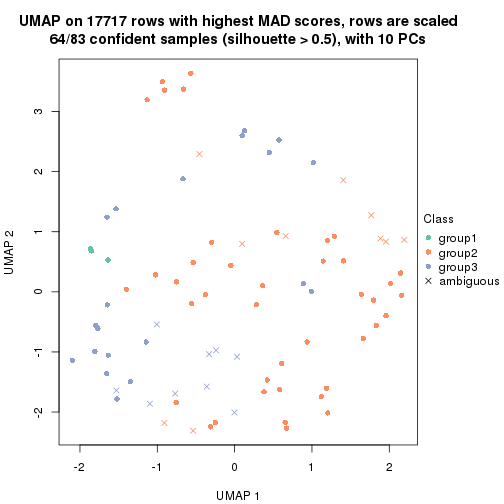 UMAP on 17717 rows with highest MAD scores, rows are scaled
64/83 confident samples (silhouette > 0.5), with 10 PCs
3
2
1
0
-1
-2
UMAP 2
-2 -1 0 1 2
UMAP 1
Class
group1
group2
group3
ambiguous